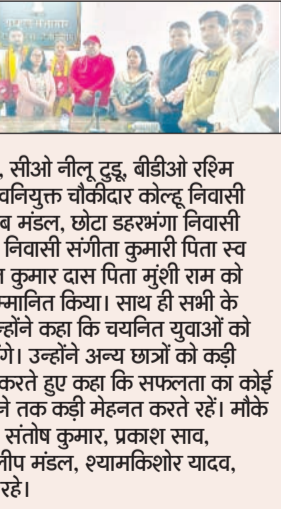 , सीओ नीलू टुडू, बीडीओ रश्मि
वनियुक्त चौकीदार कोल्हू निवासी
ब मंडल, छोटा डहरभंगा निवासी
निवासी संगीता कुमारी पिता स्व
कुमार दास पिता मुंशी राम को
म्मानित किया। साथ ही सभी के
न्होंने कहा कि चयनित युवाओं को
गे। उन्होंने अन्य छात्रों को कड़ी
करते हुए कहा कि सफलता का कोई
ने तक कड़ी मेहनत करते रहें। मौके
संतोष कुमार, प्रकाश साव,
लीप मंडल, श्यामकिशोर यादव,
रहे।